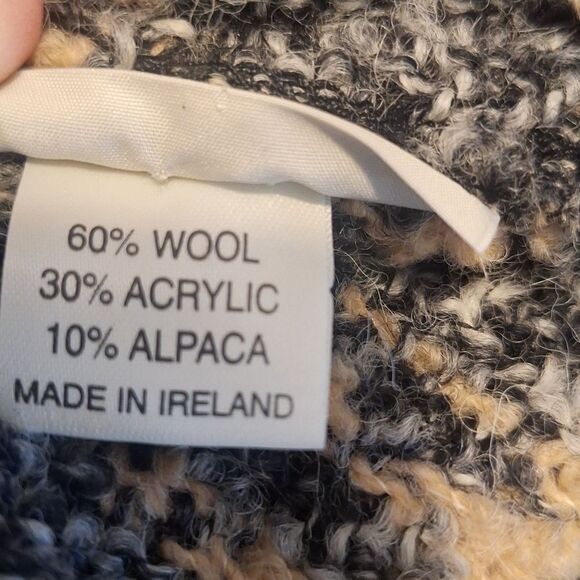 60% WOOL
30% ACRYLIC
10% ALPACA
MADE IN IRELAND